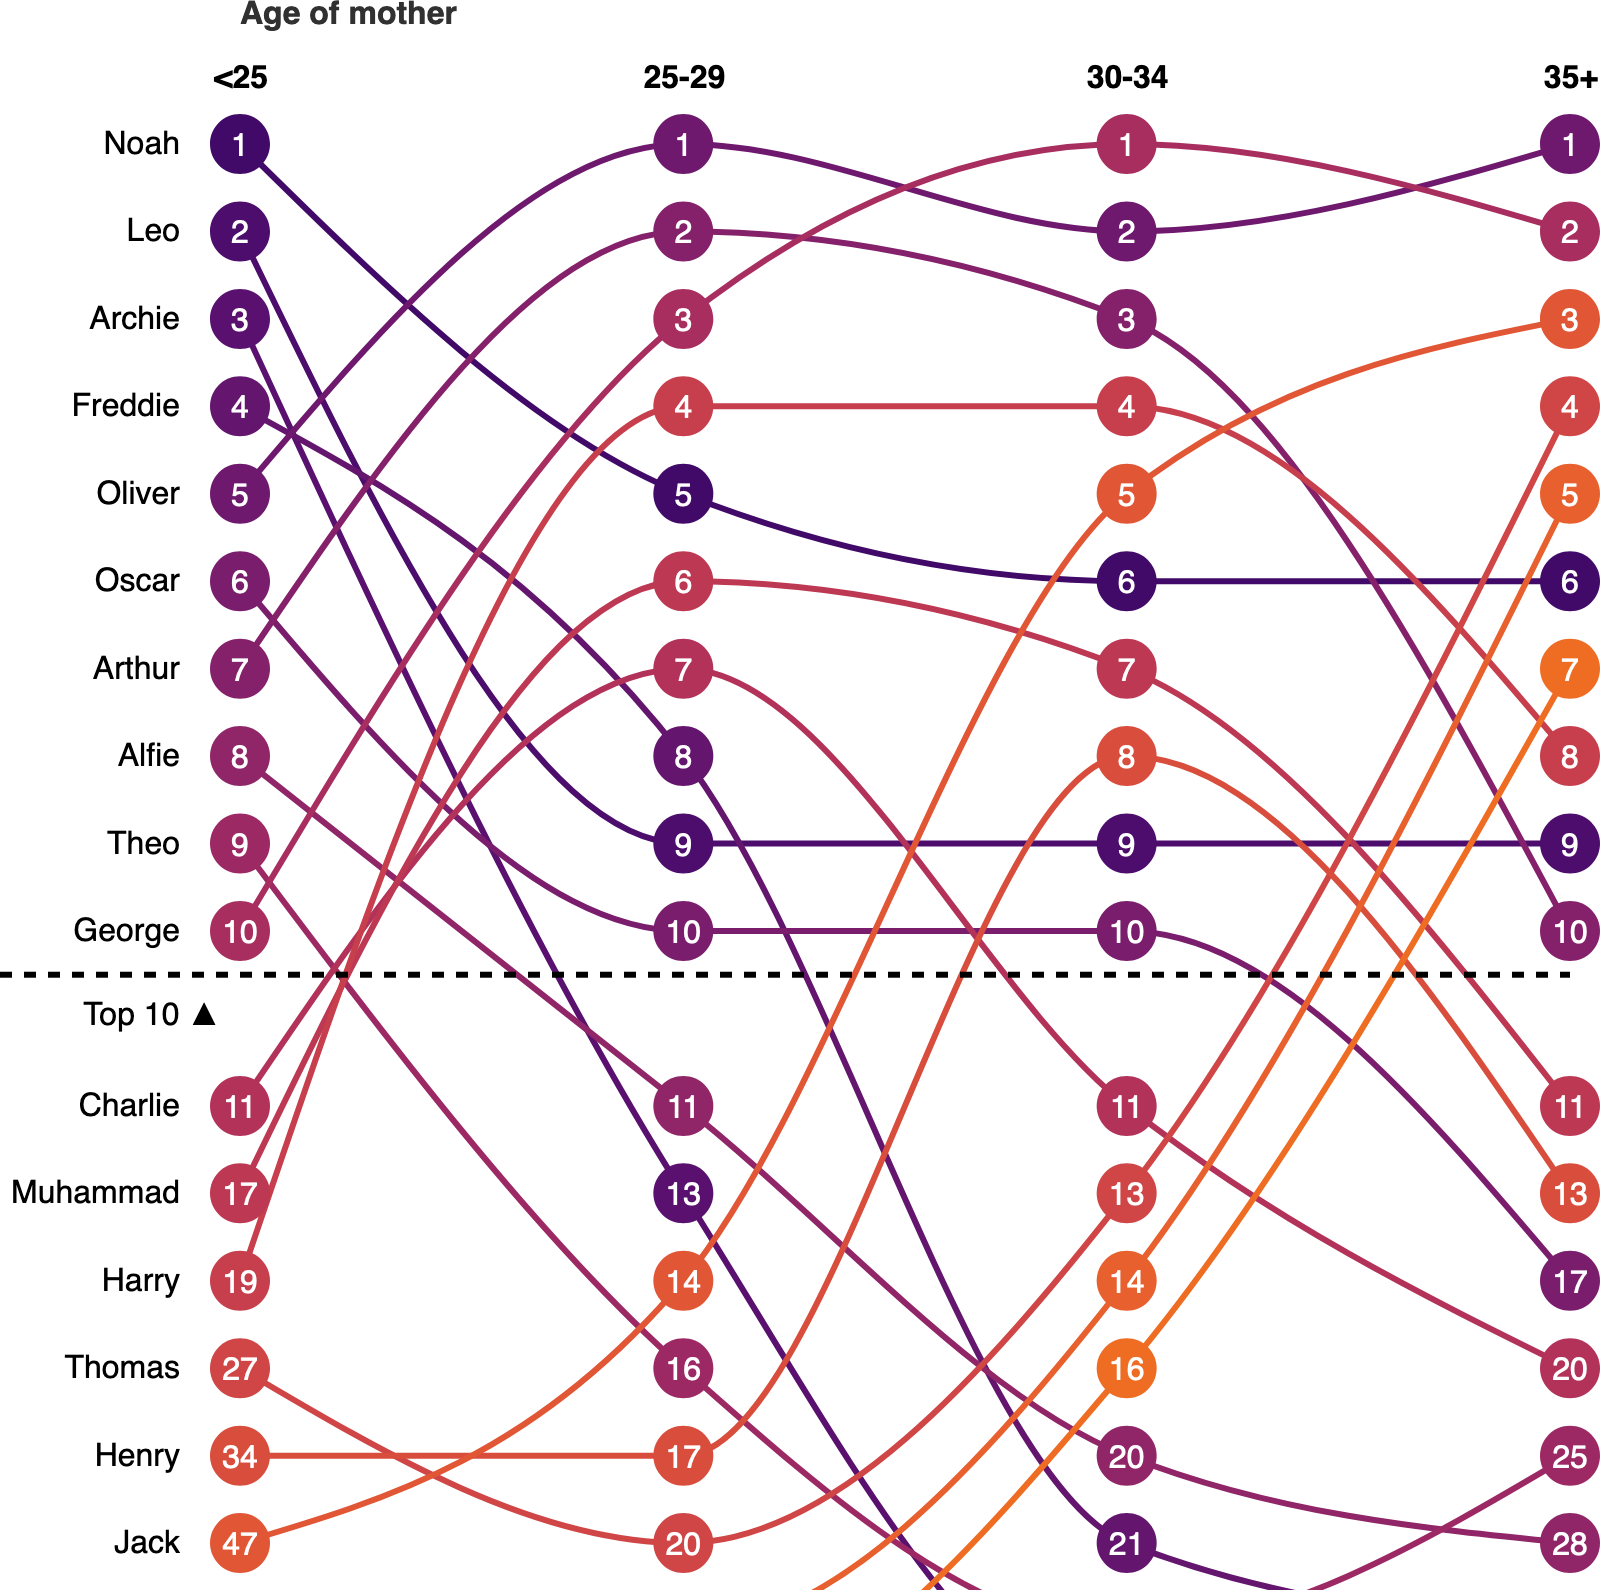 Age of mother
<25 25-29 30-34 35+
Noah 1 1 1 1
Leo 2 2 2 2
Archie 3 3 3 3
Freddie 4 4 4 4
Oliver 5 5 5 5
Oscar 6 6 6 6
Arthur 7 7 7 7
Alfie 8 8 8 8
Theo 9 9 9 9
George 10 10 10 10
Top 10 ▲
Charlie 11 11 11 11
Muhammad 17 13 13 13
Harry 19 14 14 17
Thomas 27 16 16 20
Henry 34 17 20 25
Jack 47 20 21 28